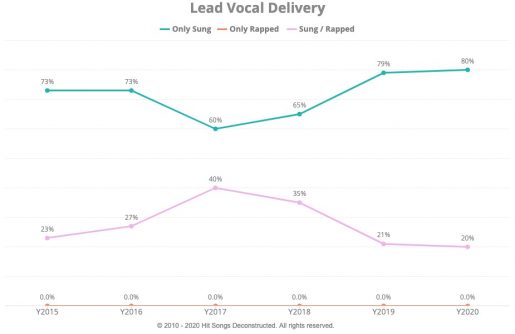 Lead Vocal Delivery
Only Sung Only Rapped Sung / Rapped
73% 73% 60% 65% 79% 80%
23% 27% 40% 35% 21% 20%
0.0% 0.0% 0.0% 0.0% 0.0% 0.0%
Y2015 Y2016 Y2017 Y2018 Y2019 Y2020
© 2010 - 2020 Hit Songs Deconstructed. All rights reserved.